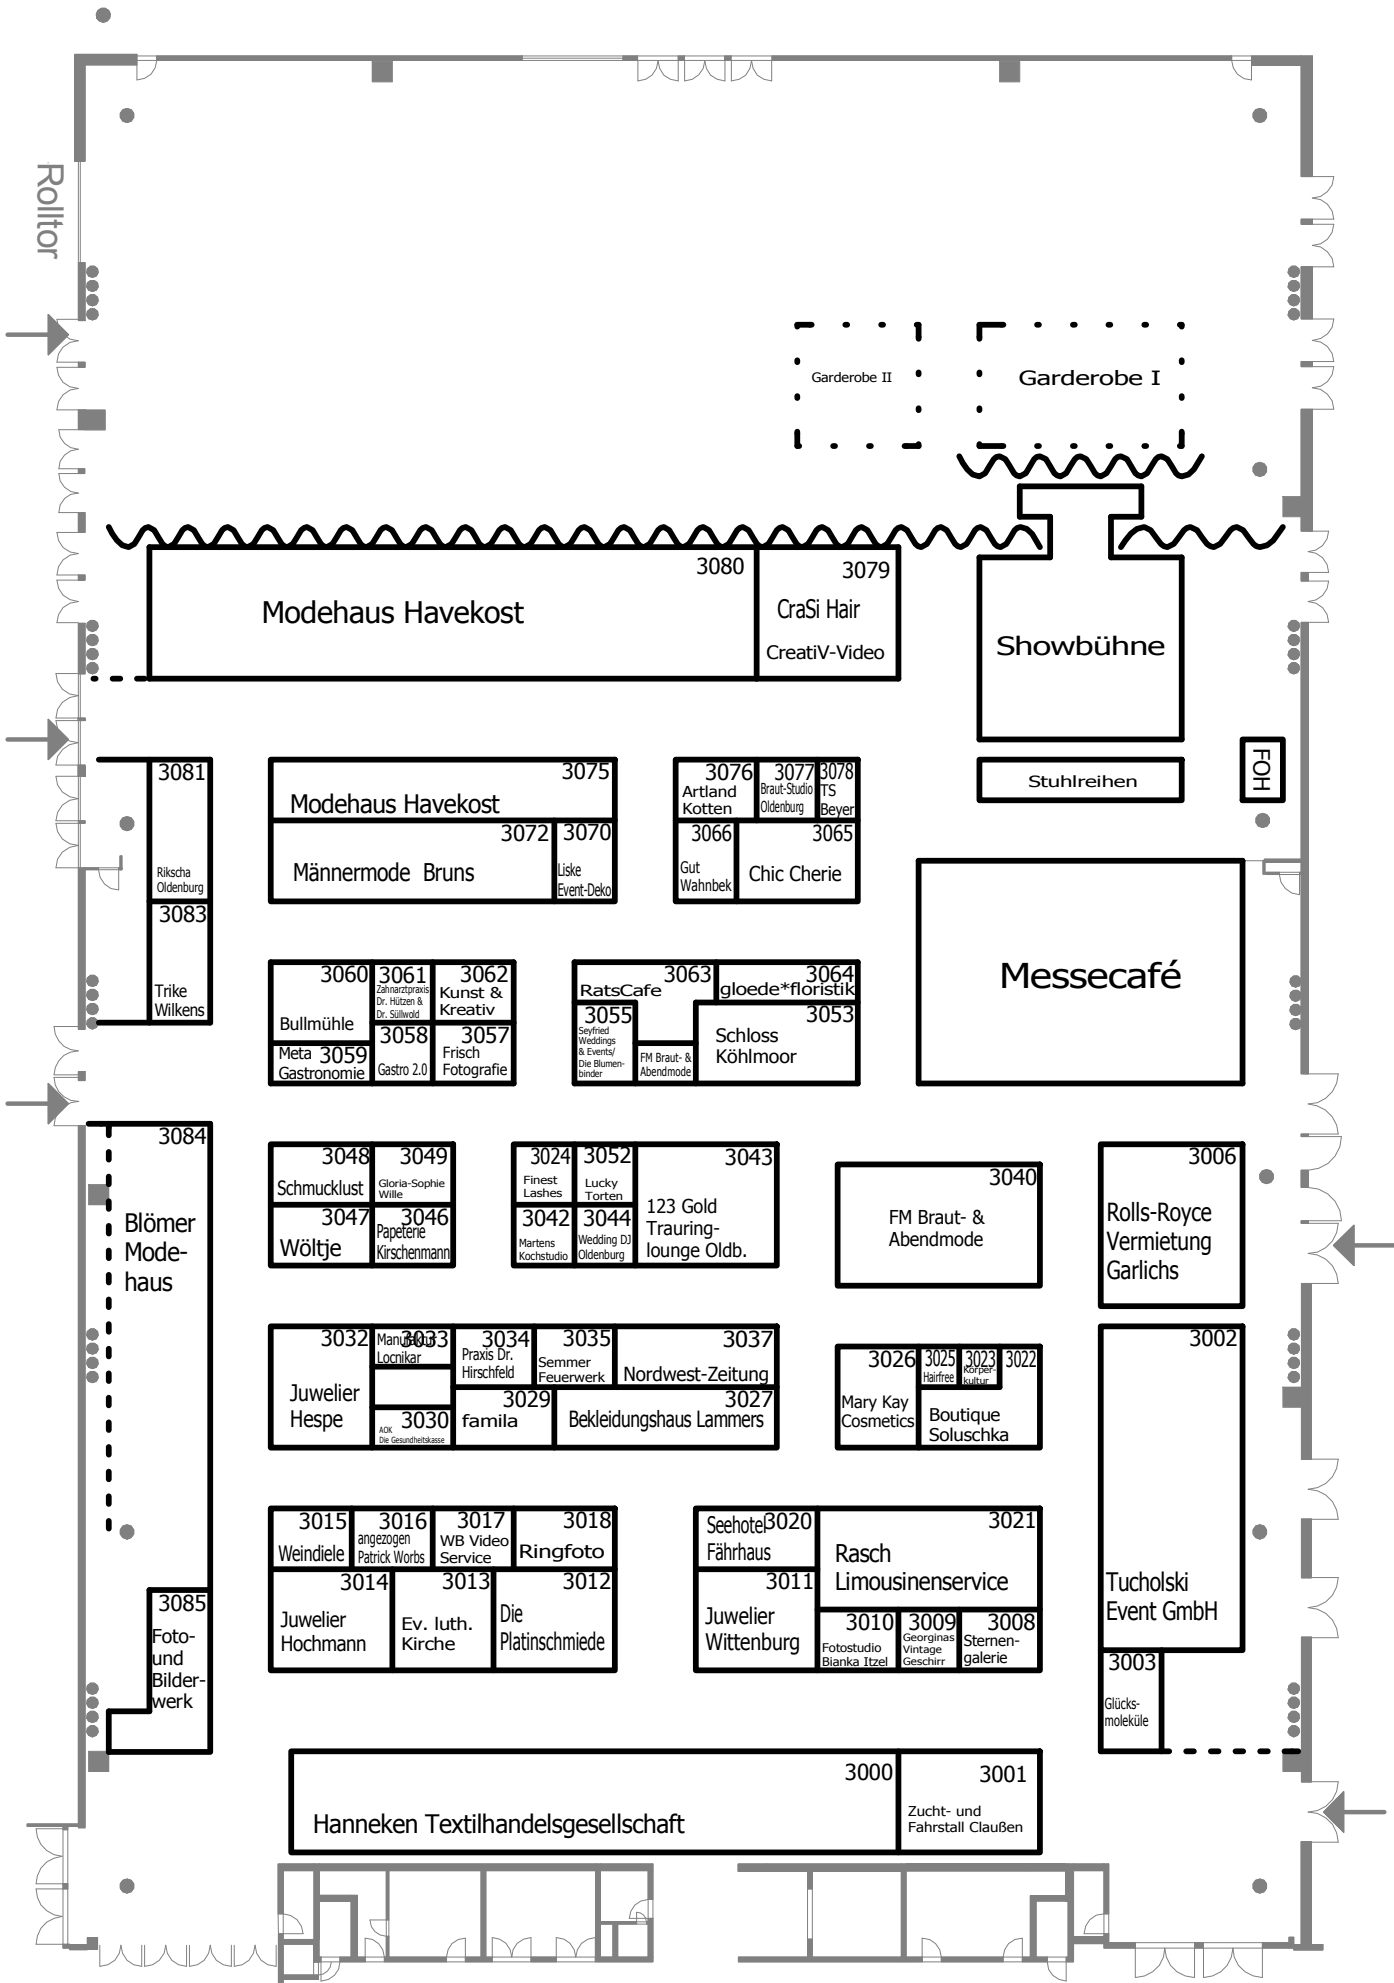 Rolltor
Garderobe II
Garderobe I
3080
Modehaus Havekost
3079
CraSi Hair
CreatiV-Video
Showbühne
FOH
Stuhlreihen
3081
Rikscha
Oldenburg
3083
Trike
Wilkens
3075
Modehaus Havekost
3072
Männermode Bruns
3070
Liske
Event-Deko
3076
Artland
Kotten
3077
Braut-Studio
Oldenburg
3078
TS
Beyer
3066
Gut
Wahnbek
3065
Chic Cherie
Messecafé
3060
Bullmühle
3061
Zahnarztpraxis
Dr. Hützen &
Dr. Süllwold
3062
Kunst &
Kreativ
Meta 3059
Gastronomie
3058
Gastro 2.0
3057
Frisch
Fotografie
3063
RatsCafe
3064
gloede*floristik
3055
Seyfried
Weddings
& Events/
Die Blumen-
binder
FM Braut- &
Abendmode
3053
Schloss
Köhlmoor
3084
Blömer
Mode-
haus
3048
Schmucklust
3049
Gloria-Sophie
Wille
3047
Wöltje
3046
Papeterie
Kirschenmann
3024
Finest
Lashes
3052
Lucky
Torten
3042
Martens
Kochstudio
3044
Wedding DJ
Oldenburg
3043
123 Gold
Trauring-
lounge Oldb.
3040
FM Braut- &
Abendmode
3006
Rolls-Royce
Vermietung
Garlichs
3032
Juwelier
Hespe
3033
Manufaktur
Locnikar
3034
Praxis Dr.
Hirschfeld
3035
Semmer
Feuerwerk
3037
Nordwest-Zeitung
3030
AOK
Die Gesundheitskasse
3029
famila
3027
Bekleidungshaus Lammers
3026
Mary Kay
Cosmetics
3025
Hairfree
3023
Körper-
kultur
3022
Boutique
Soluschka
3002
Tucholski
Event GmbH
3003
Glücks-
moleküle
3015
Weindiele
3016
angezogen
Patrick Worbs
3017
WB Video
Service
3018
Ringfoto
3014
Juwelier
Hochmann
3013
Ev. luth.
Kirche
3012
Die
Platinschmiede
3020
Seehotel
Fährhaus
3021
Rasch
Limousinenservice
3011
Juwelier
Wittenburg
3010
Fotostudio
Bianka Itzel
3009
Georginas
Vintage
Geschirr
3008
Sternen-
galerie
3085
Foto-
und
Bilder-
werk
3000
Hanneken Textilhandelsgesellschaft
3001
Zucht- und
Fahrstall Claußen